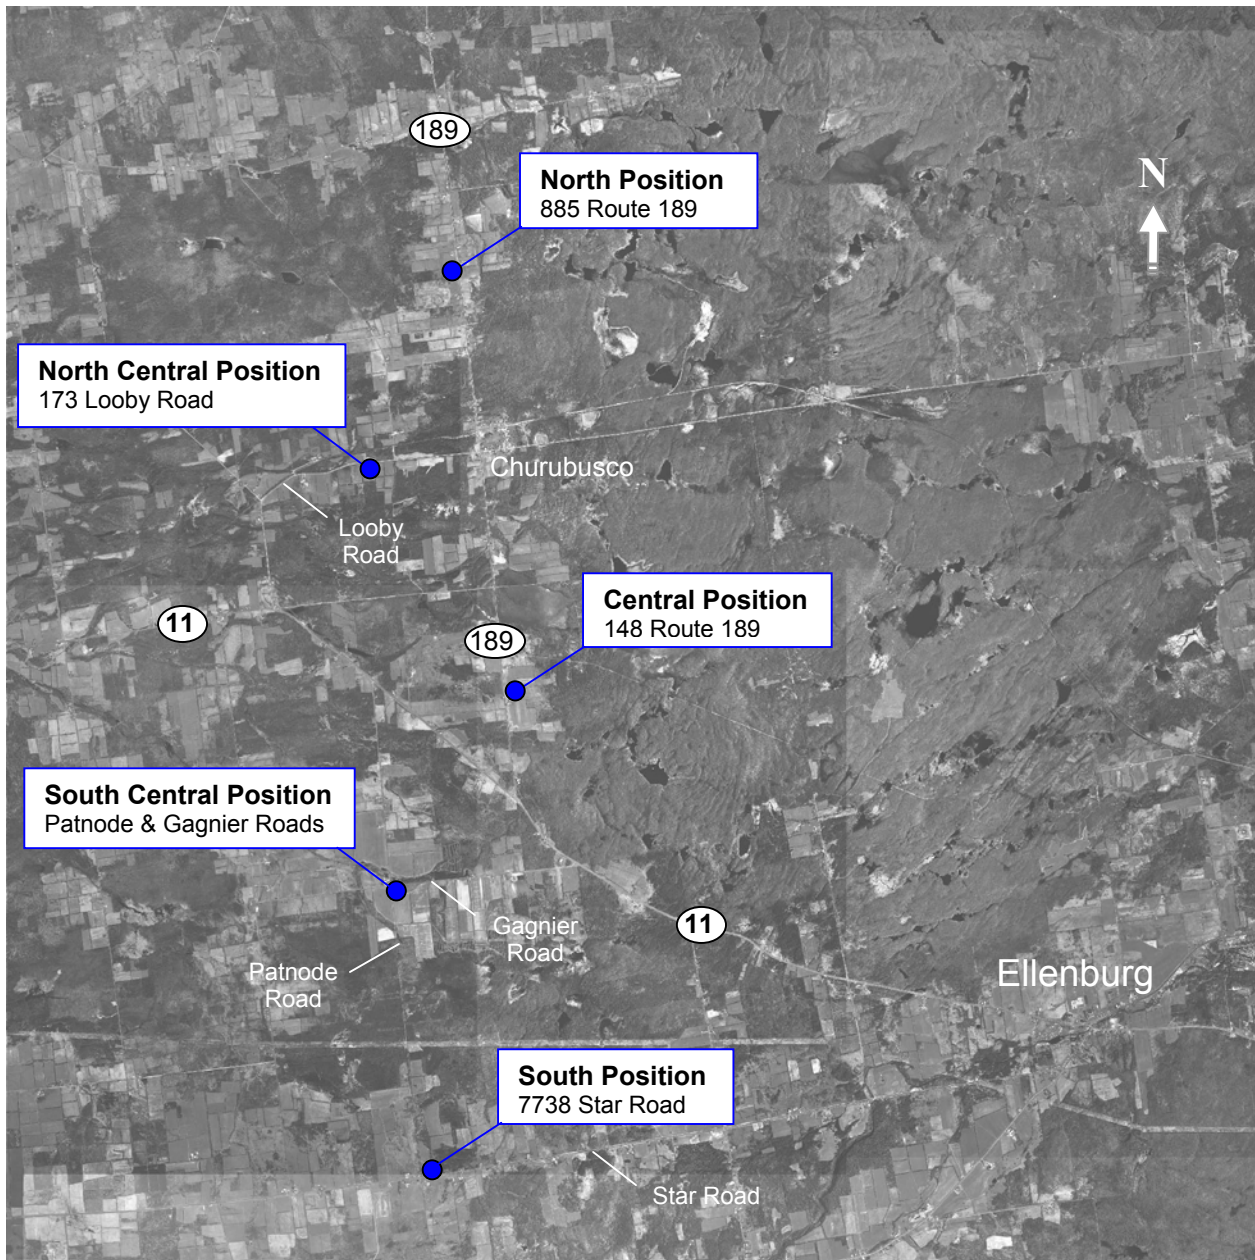 189
North Position
885 Route 189
N
North Central Position
173 Looby Road
Churubusco
Looby
Road
Central Position
148 Route 189
11
189
South Central Position
Patnode & Gagnier Roads
Gagnier
Road
11
Patnode
Road
Ellenburg
South Position
7738 Star Road
Star Road